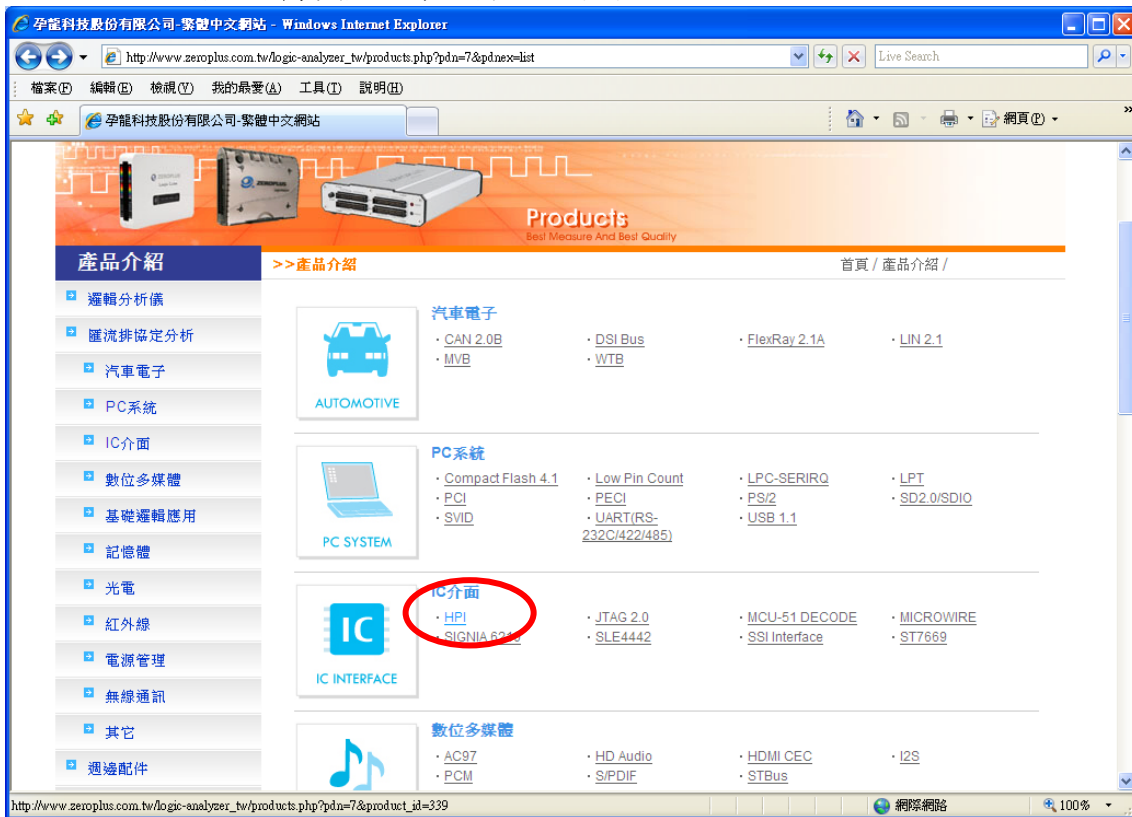 孕龍科技股份有限公司-繁體中文網站 - Windows Internet Explorer
http://www.zeroplus.com.tw/logic-analyzer_tw/products.php?pdn=7&pdnex=list
Live Search
檔案(F) 編輯(E) 檢視(V) 我的最愛(A) 工具(T) 說明(H)
孕龍科技股份有限公司-繁體中文網站
網頁(P)
»
ZEROPLUS
Products
Best Measure And Best Quality
產品介紹
>>產品介紹
首頁 / 產品介紹 /
邏輯分析儀
匯流排協定分析
汽車電子
PC系統
IC介面
數位多媒體
基礎邏輯應用
記憶體
光電
紅外線
電源管理
無線通訊
其它
週邊配件
AUTOMOTIVE
汽車電子
· CAN 2.0B · DSI Bus · FlexRay 2.1A · LIN 2.1
· MVB · WTB
PC SYSTEM
PC系統
· Compact Flash 4.1 · Low Pin Count · LPC-SERIRQ · LPT
· PCI · PECI · PS/2 · SD2.0/SDIO
· SVID · UART(RS- · USB 1.1
232C/422/485)
IC
IC INTERFACE
IC介面
· HPI · JTAG 2.0 · MCU-51 DECODE · MICROWIRE
· SIGNIA · SLE4442 · SSI Interface · ST7669
數位多媒體
· AC97 · HD Audio · HDMI CEC · I2S
· PCM · S/PDIF · STBus
http://www.zeroplus.com.tw/logic-analyzer_tw/products.php?pdn=7&product_id=339
網際網路
100%